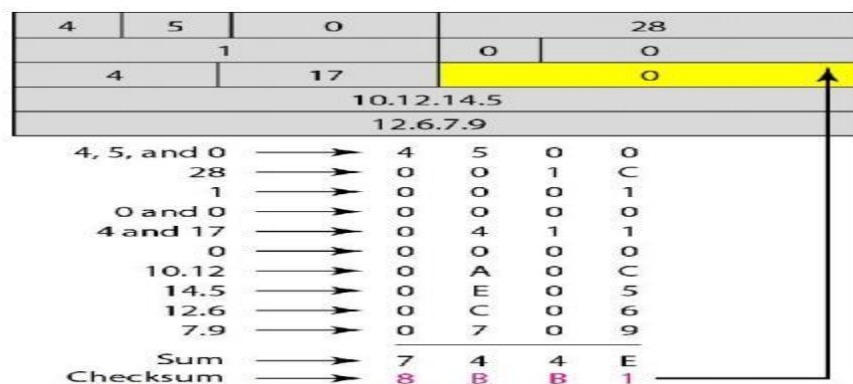 4 5 0 28
1 0 0
4 17 0
10.12.14.5
12.6.7.9
4, 5, and 0 4 5 0 0
28 0 0 1 C
1 0 0 0 1
0 and 0 0 0 0 0
4 and 17 0 4 1 1
0 0 0 0 0
10.12 0 A 0 C
14.5 0 E 0 5
12.6 0 C 0 6
7.9 0 7 0 9
Sum 7 4 4 E
Checksum 8 B B 1